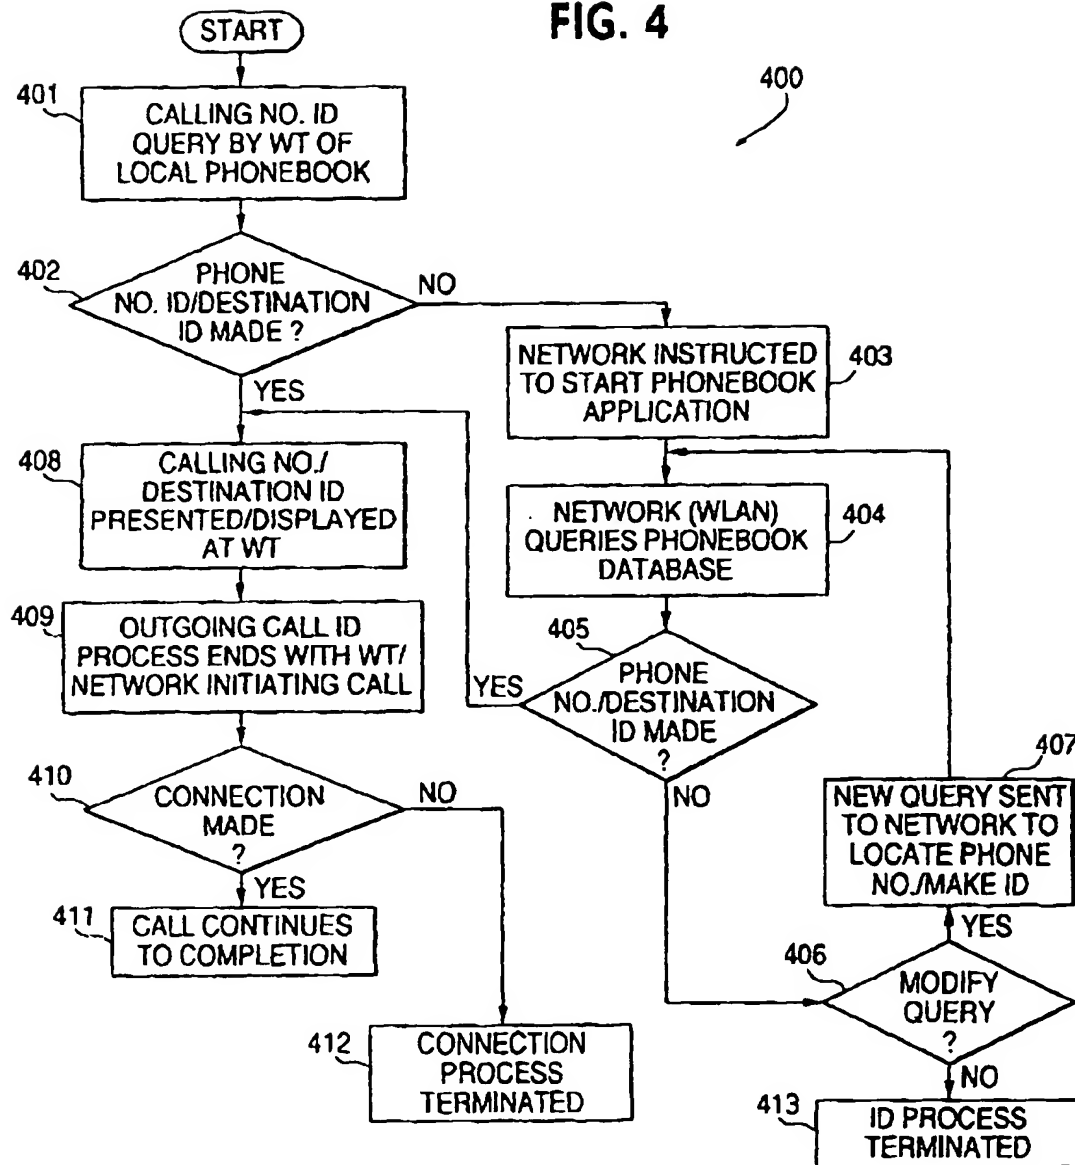 FIG. 4
START
400
401
CALLING NO. ID
QUERY BY WT OF
LOCAL PHONEBOOK
402
PHONE
NO. ID/DESTINATION
ID MADE ?
NO
YES
NETWORK INSTRUCTED
TO START PHONEBOOK
APPLICATION
403
408
CALLING NO./
DESTINATION ID
PRESENTED/DISPLAYED
AT WT
NETWORK (WLAN)
QUERIES PHONEBOOK
DATABASE
404
409
OUTGOING CALL ID
PROCESS ENDS WITH WT/
NETWORK INITIATING CALL
405
PHONE
NO./DESTINATION
ID MADE
?
YES
NO
407
NEW QUERY SENT
TO NETWORK TO
LOCATE PHONE
NO./MAKE ID
410
CONNECTION
MADE
?
NO
YES
411
CALL CONTINUES
TO COMPLETION
YES
406
MODIFY
QUERY
?
NO
412
CONNECTION
PROCESS
TERMINATED
413
ID PROCESS
TERMINATED